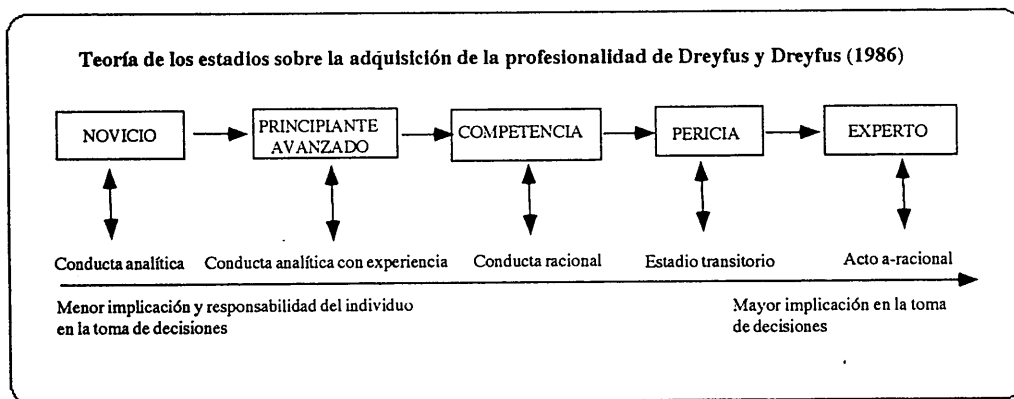 Teoría de los estadios sobre la adquisición de la profesionalidad de Dreyfus y Dreyfus (1986)
NOVICIO
PRINCIPIANTE
AVANZADO
COMPETENCIA
PERICIA
EXPERTO
Conducta analítica
Conducta analítica con experiencia
Conducta racional
Estadio transitorio
Acto a-racional
Menor implicación y responsabilidad del individuo
en la toma de decisiones
Mayor implicación en la toma
de decisiones